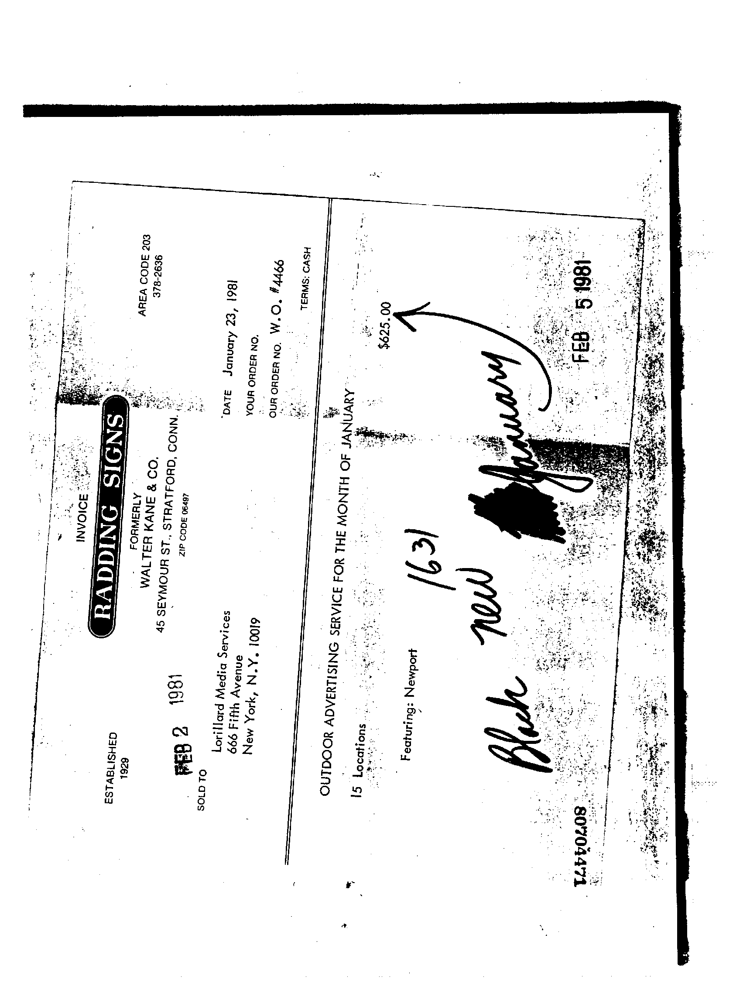 INVOICE
ESTABLISHED
1929
RADDING SIGNS
FORMERLY
WALTER KANE & CO.
45 SEYMOUR ST., STRATFORD, CONN.
ZIP CODE 06497
AREA CODE 203
378-2636
FEB 2 1981
SOLD TO
Lorillard Media Services
666 Fifth Avenue
New York, N.Y. 10019
DATE January 23, 1981
YOUR ORDER NO.
OUR ORDER NO. W.O. #4466
TERMS: CASH
OUTDOOR ADVERTISING SERVICE FOR THE MONTH OF JANUARY
15 Locations
$625.00
Featuring: Newport
1631
Black new January
FEB 5 1981
80704471